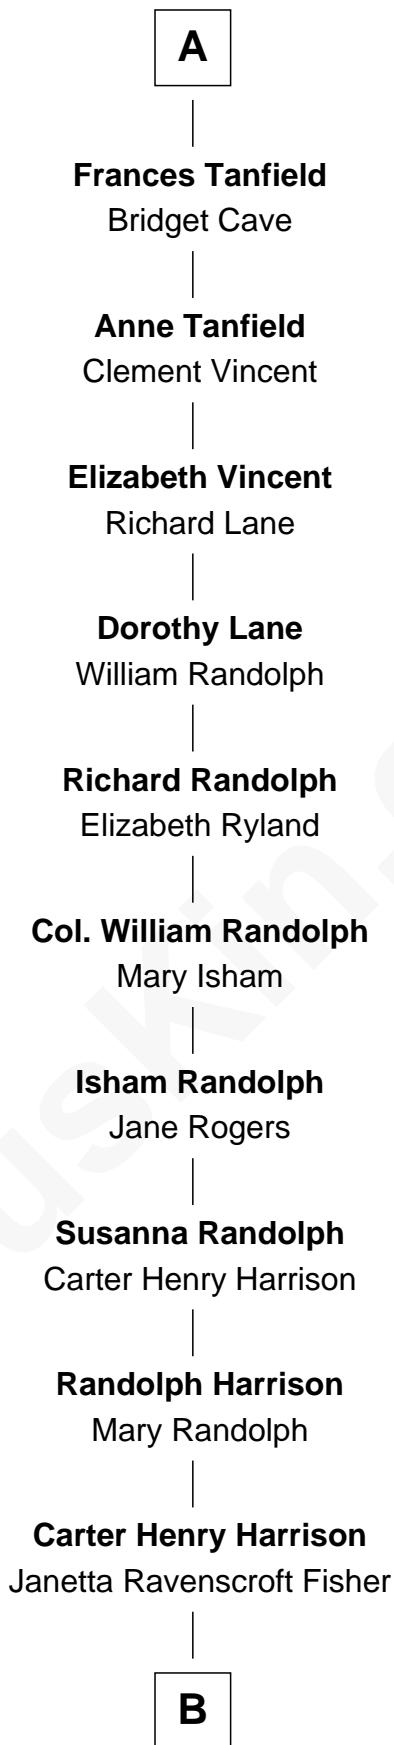 A
Frances Tanfield
Bridget Cave
Anne Tanfield
Clement Vincent
Elizabeth Vincent
Richard Lane
Dorothy Lane
William Randolph
Richard Randolph
Elizabeth Ryland
Col. William Randolph
Mary Isham
Isham Randolph
Jane Rogers
Susanna Randolph
Carter Henry Harrison
Randolph Harrison
Mary Randolph
Carter Henry Harrison
Janetta Ravenscroft Fisher
B